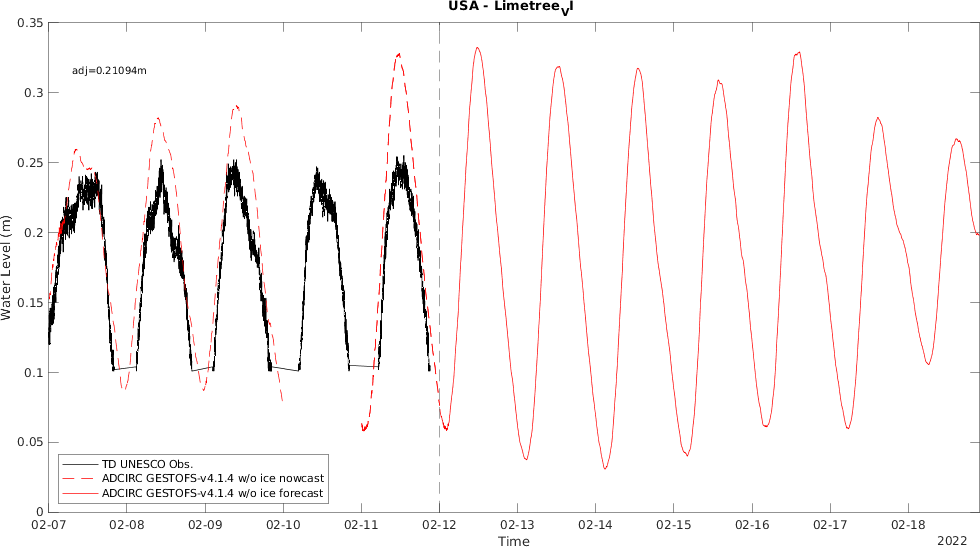 USA - LimetreeVI
0.35
adj=0.21094m
0.3
0.25
0.2
0.15
0.1
0.05
0
Water Level (m)
TD UNESCO Obs.
ADCIRC GESTOFS-v4.1.4 w/o ice nowcast
ADCIRC GESTOFS-v4.1.4 w/o ice forecast
02-07 02-08 02-09 02-10 02-11 02-12 02-13 02-14 02-15 02-16 02-17 02-18
Time
2022